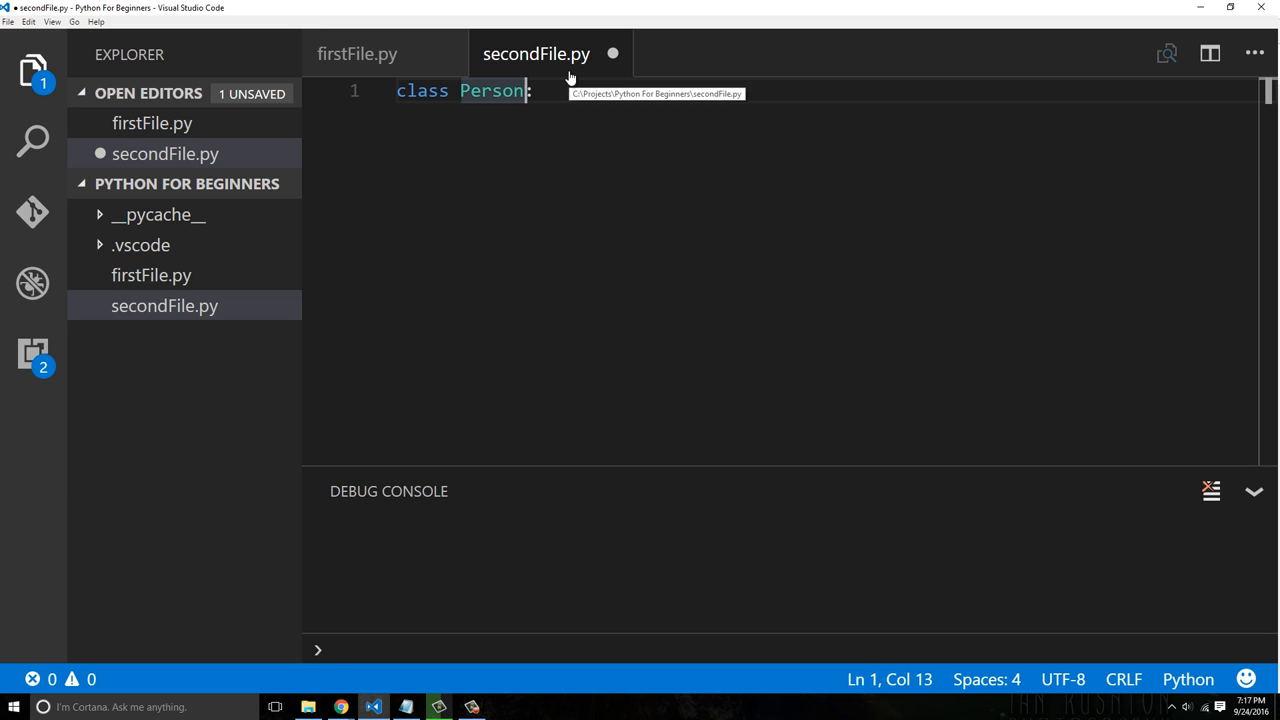 ● secondFile.py - Python For Beginners - Visual Studio Code
File Edit View Go Help
EXPLORER
firstFile.py
secondFile.py
1
OPEN EDITORS 1 UNSAVED
1 class Person:
C:\Projects\Python For Beginners\secondFile.py
firstFile.py
secondFile.py
PYTHON FOR BEGINNERS
__pycache__
.vscode
firstFile.py
secondFile.py
2
DEBUG CONSOLE
0 0
Ln 1, Col 13 Spaces: 4 UTF-8 CRLF Python
I'm Cortana. Ask me anything.
7:17 PM
9/24/2016